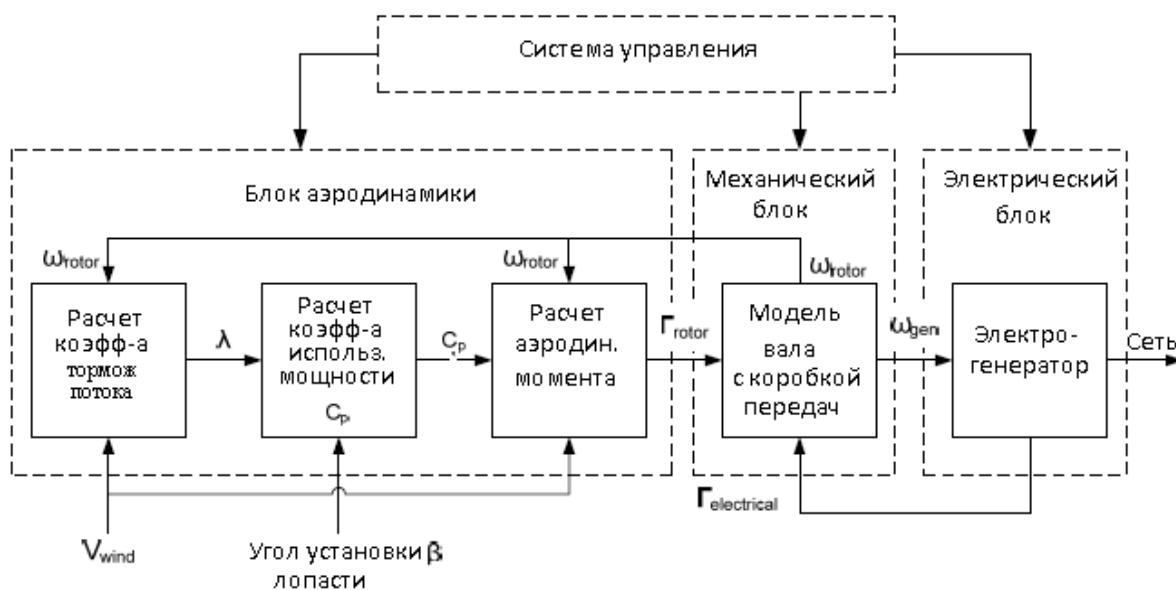 Система управления
Блок аэродинамики
Механический
блок
Электрический
блок
ωrotor
ωrotor
ωrotor
Расчет
коэфф-а
тормож
потока
λ
Расчет
коэфф-а
использ.
мощности
Cp
Cp
Расчет
аэродин.
момента
Γrotor
Модель
вала
с коробкой
передач
ωgen
Электро-
генератор
Сеть
Γelectrical
Vwind
Угол установки β
лопасти